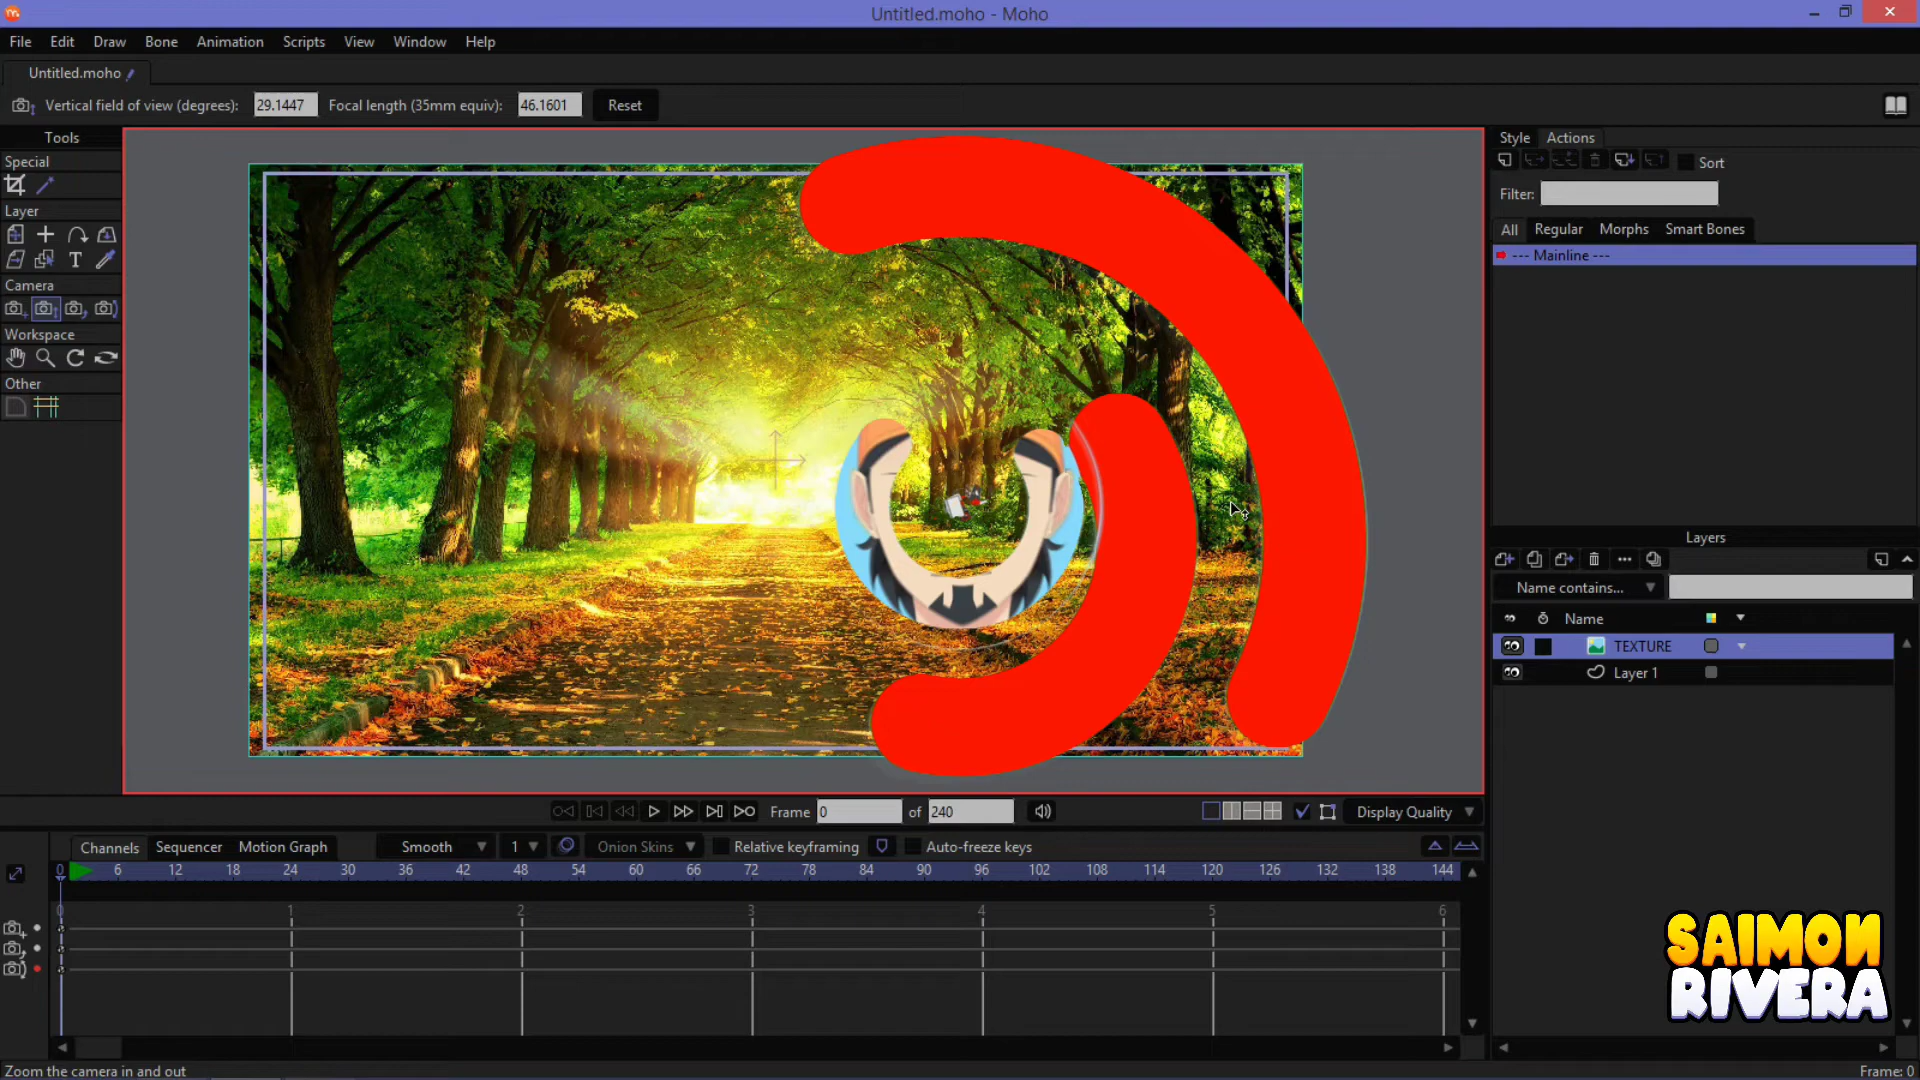 Untitled.moho - Moho
File Edit Draw Bone Animation Scripts View Window Help
Untitled.moho
Vertical field of view (degrees): 29.1447 Focal length (35mm equiv): 46.1601 Reset
Tools
Special
Layer
T
Camera
Workspace
Other
Style Actions
Sort
Filter:
All Regular Morphs Smart Bones
--- Mainline ---
Layers
Name contains...
Name
TEXTURE
Layer 1
Frame 0 of 240
Display Quality
Channels Sequencer Motion Graph Smooth 1 Onion Skins Relative keyframing Auto-freeze keys
0 6 12 18 24 30 36 42 48 54 60 66 72 78 84 90 96 102 108 114 120 126 132 138 144
0 1 2 3 4 5 6
SAIMON
RIVERA
Zoom the camera in and out
Frame: 0